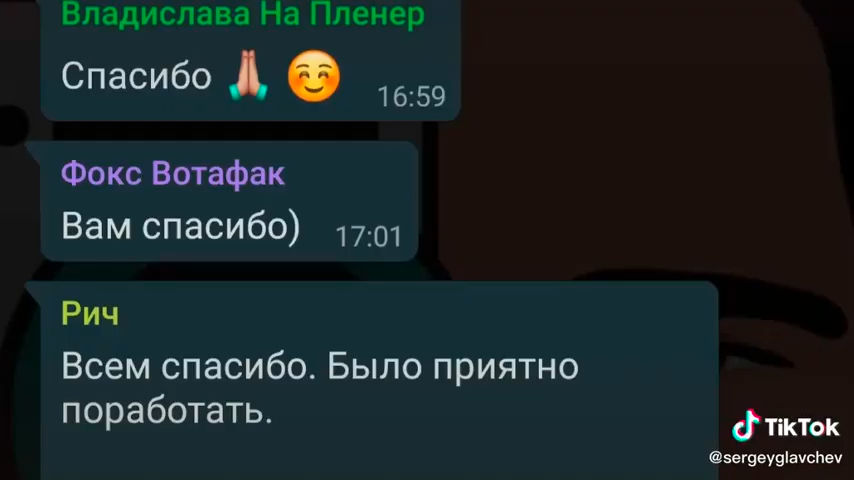 Владислава На Пленер
Спасибо 🙏 ☺️
16:59
Фокс Вотафак
Вам спасибо)
17:01
Рич
Всем спасибо. Было приятно
поработать.
TikTok
@sergeyglavchev